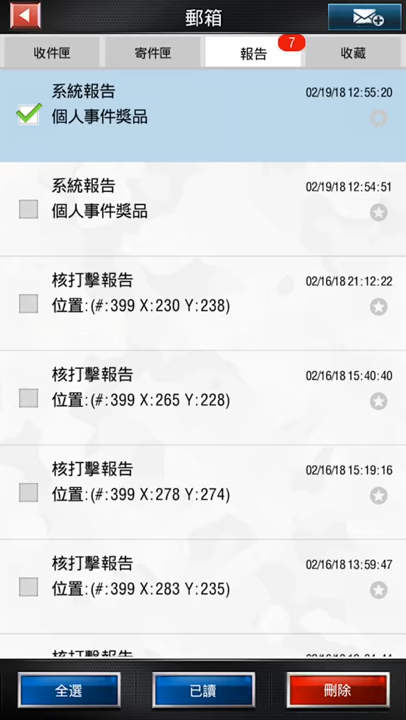 郵箱
收件匣 寄件匣 報告 7 收藏
系統報告 02/19/18 12:55:20
個人事件獎品
系統報告 02/19/18 12:54:51
個人事件獎品
核打擊報告 02/16/18 21:12:22
位置:(#:399 X:230 Y:238)
核打擊報告 02/16/18 15:40:40
位置:(#:399 X:265 Y:228)
核打擊報告 02/16/18 15:19:16
位置:(#:399 X:278 Y:274)
核打擊報告 02/16/18 13:59:47
位置:(#:399 X:283 Y:235)
核打擊報告
全選 已讀 刪除